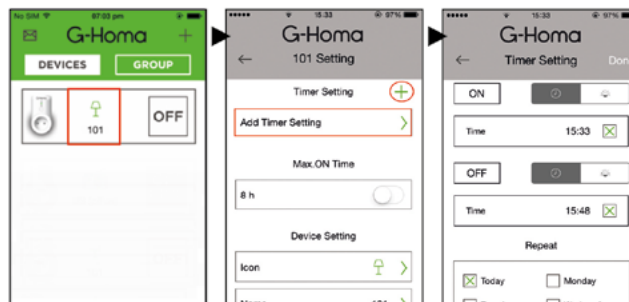 No SIM 07:03 pm
G-Homa
DEVICES GROUP
101
OFF
15:33 97%
G-Homa
101 Setting
Timer Setting
Add Timer Setting
Max.ON Time
8 h
Device Setting
Icon
15:33 97%
G-Homa
Timer Setting Don
ON
Time 15:33
OFF
Time 15:48
Repeat
Today Monday